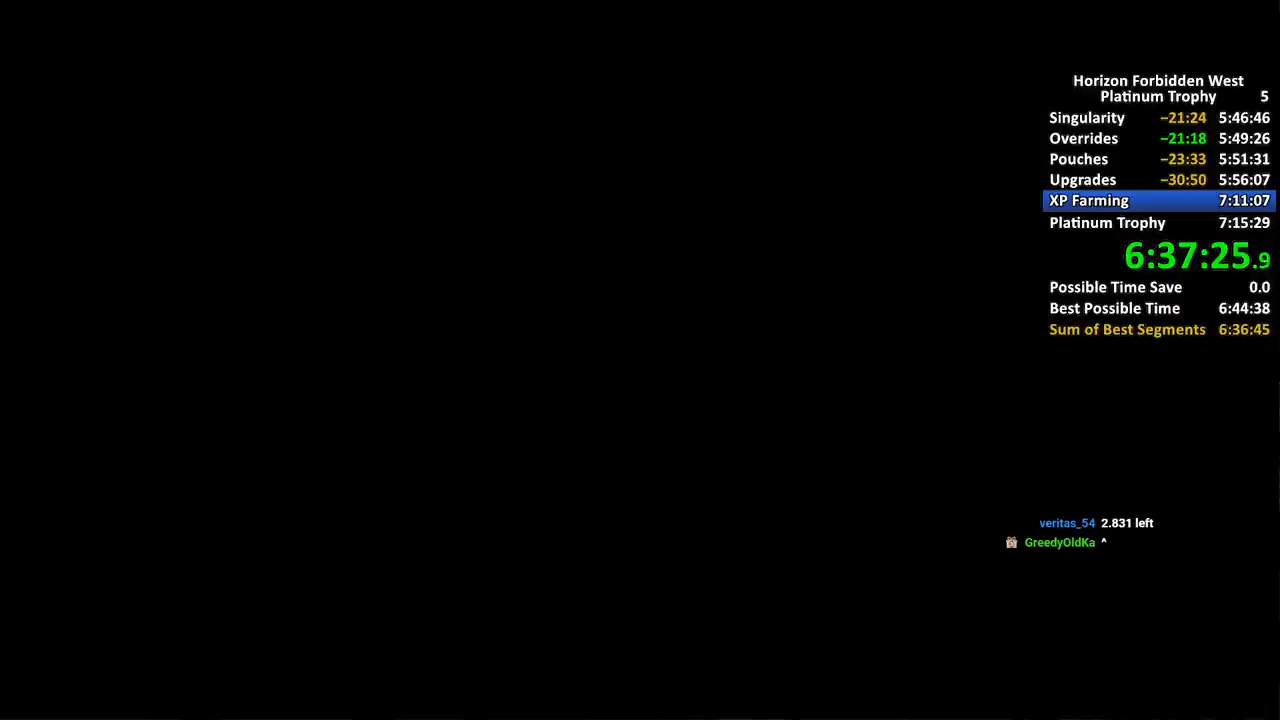 Horizon Forbidden West
Platinum Trophy 5
Singularity −21:24 5:46:46
Overrides −21:18 5:49:26
Pouches −23:33 5:51:31
Upgrades −30:50 5:56:07
XP Farming 7:11:07
Platinum Trophy 7:15:29
6:37:25.9
Possible Time Save 0.0
Best Possible Time 6:44:38
Sum of Best Segments 6:36:45
veritas_54 2.831 left
GreedyOldKa ^